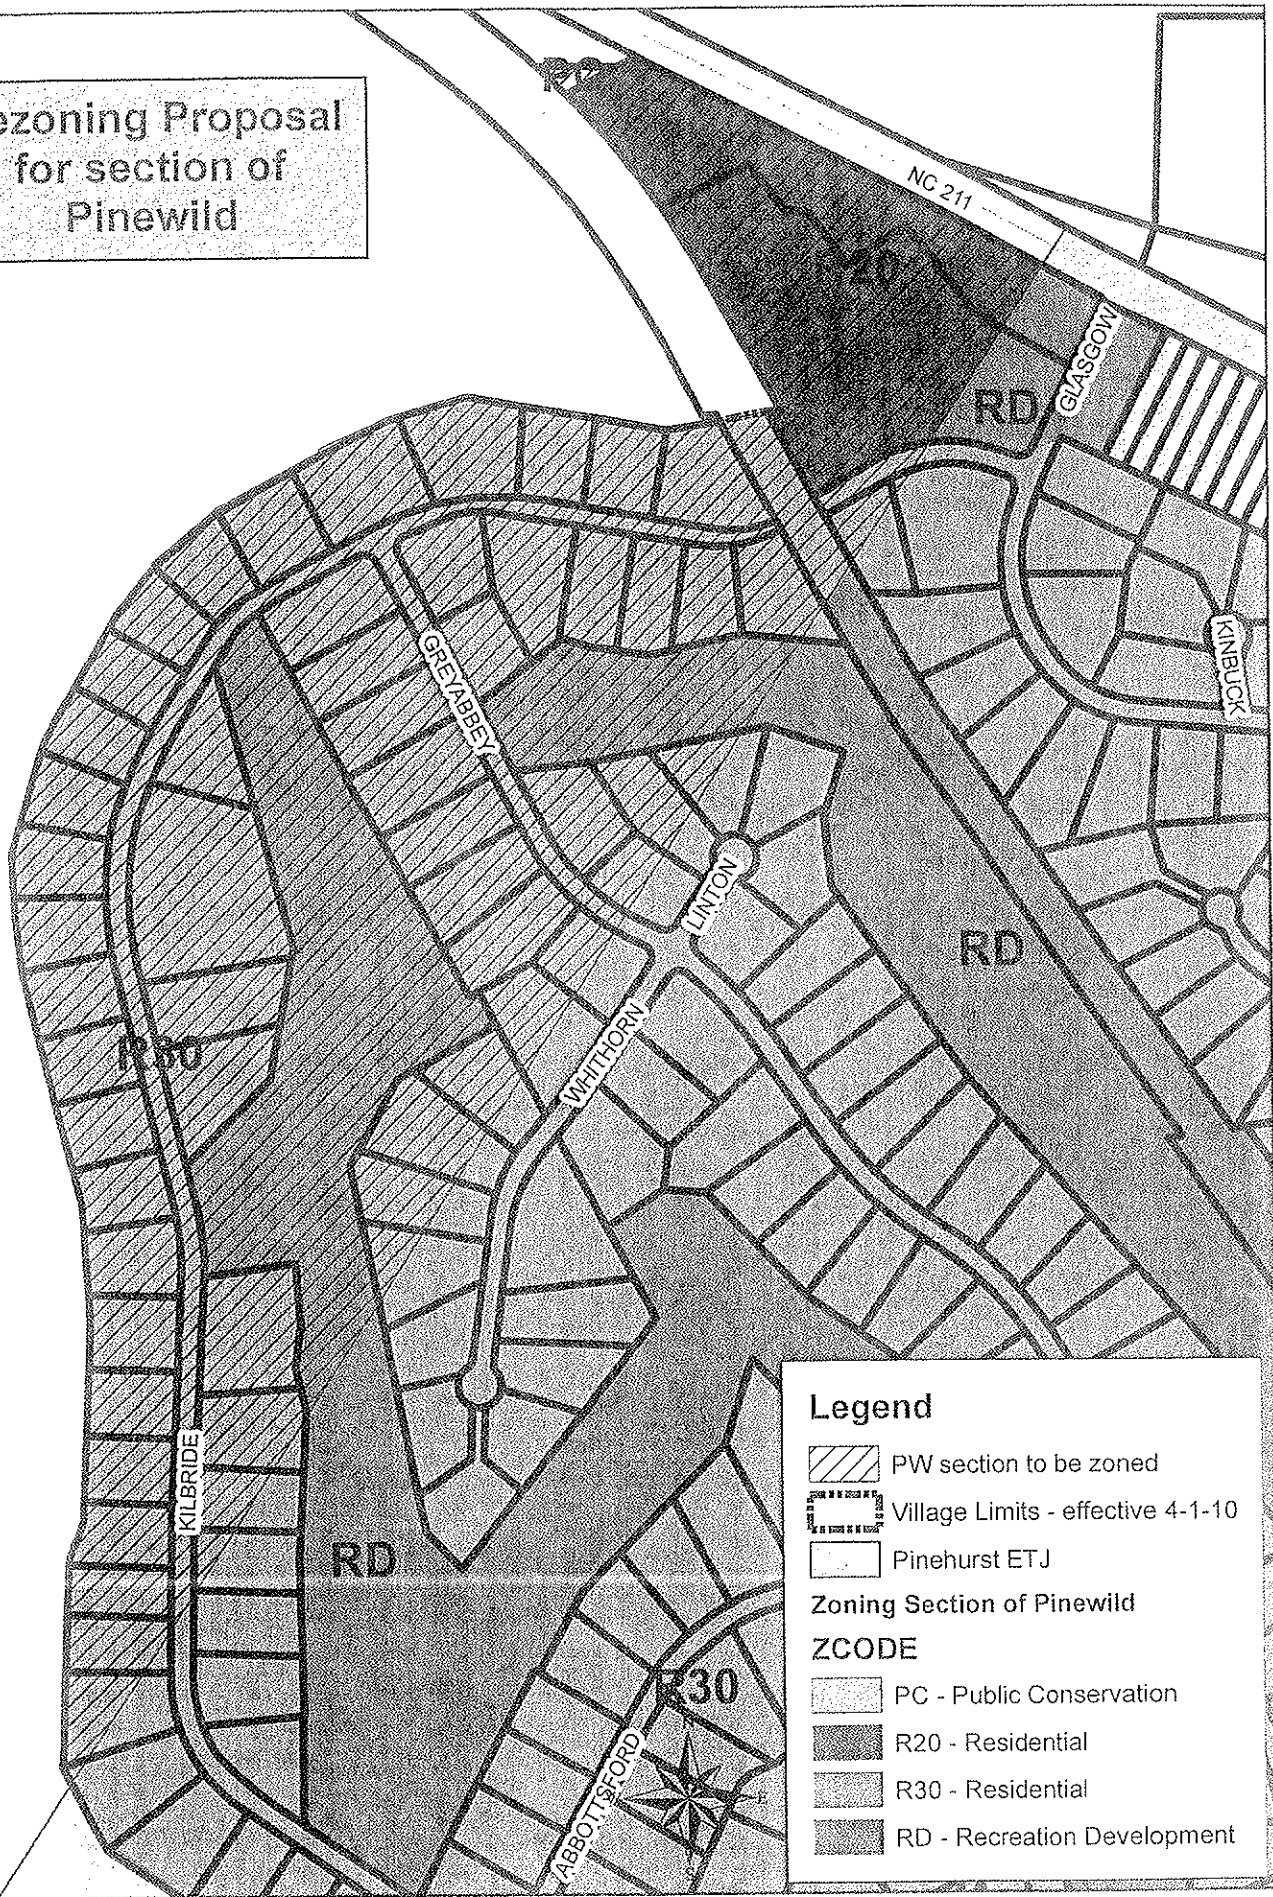 ezoning Proposal
for section of
Pinewild
NC 211
R20
GLASGOW
RD
KINBUCK
GREYABBEY
LINTON
RD
WHITHORN
R30
KILBRIDE
RD
R30
ABBOTTSFORD
E
S
Legend
PW section to be zoned
Village Limits - effective 4-1-10
Pinehurst ETJ
Zoning Section of Pinewild
ZCODE
PC - Public Conservation
R20 - Residential
R30 - Residential
RD - Recreation Development